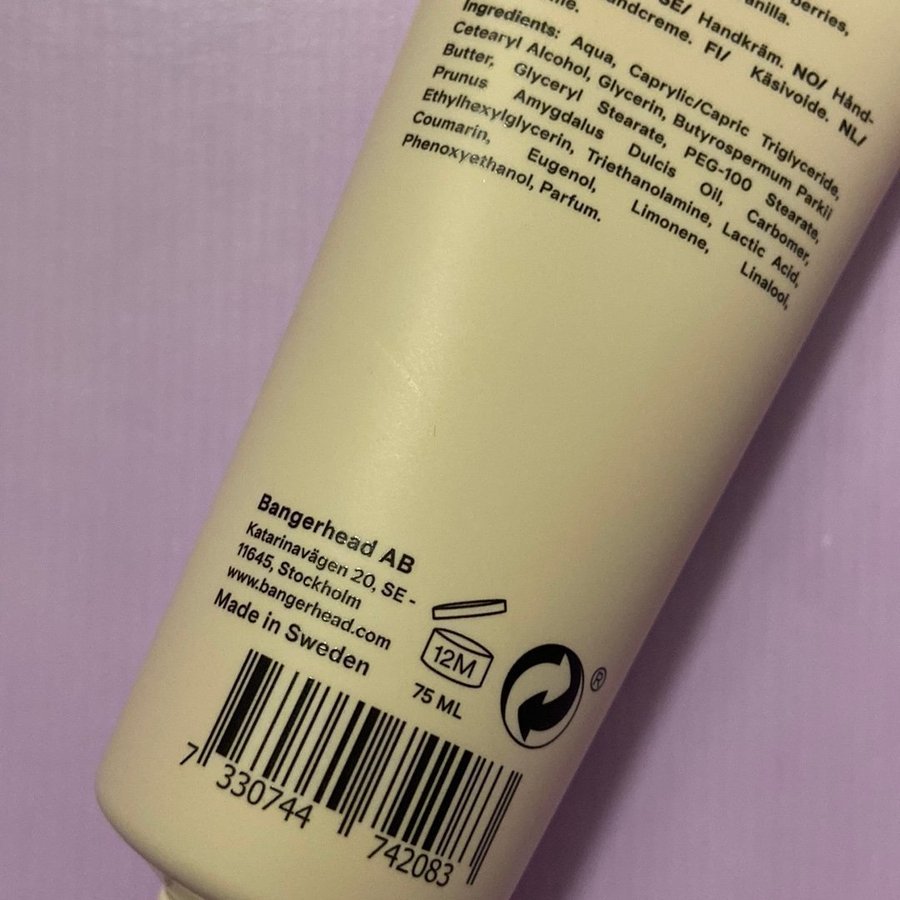 berries,
anilla.
SE/ Handkräm. NO/ Hånd-
ndcreme. FI/ Käsivoide. NL/
Ingredients: Aqua, Caprylic/Capric Triglyceride,
Cetearyl Alcohol, Glycerin, Butyrospermum Parkii
Butter, Glyceryl Stearate, PEG-100 Stearate,
Prunus Amygdalus Dulcis Oil, Carbomer,
Ethylhexylglycerin, Triethanolamine, Lactic Acid,
Coumarin, Eugenol, Limonene, Linalool,
Phenoxyethanol, Parfum.
Bangerhead AB
Katarinavägen 20, SE -
11645, Stockholm
www.bangerhead.com
Made in Sweden
12M
75 ML
®
7 330744 742083